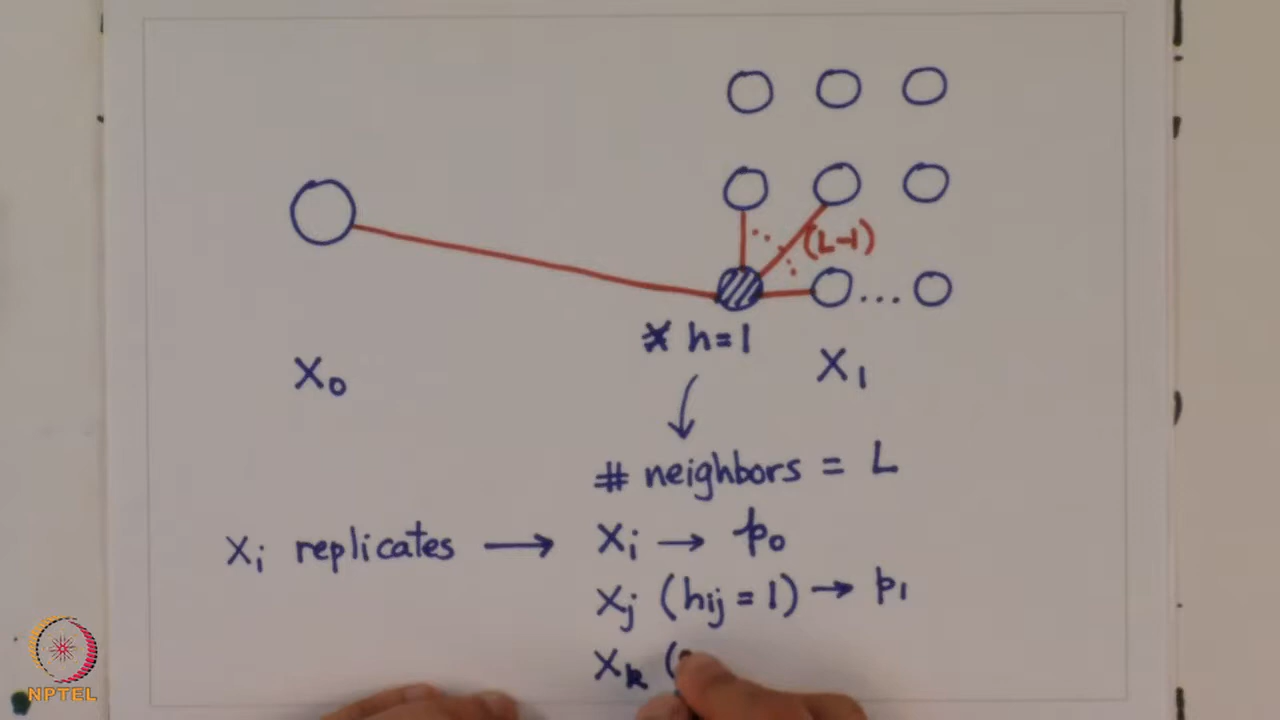 (L-1)
h=1
X₀
X₁
# neighbors = L
Xᵢ replicates → Xᵢ → p₀
Xⱼ (hᵢⱼ = 1) → p₁
Xₖ (
NPTEL